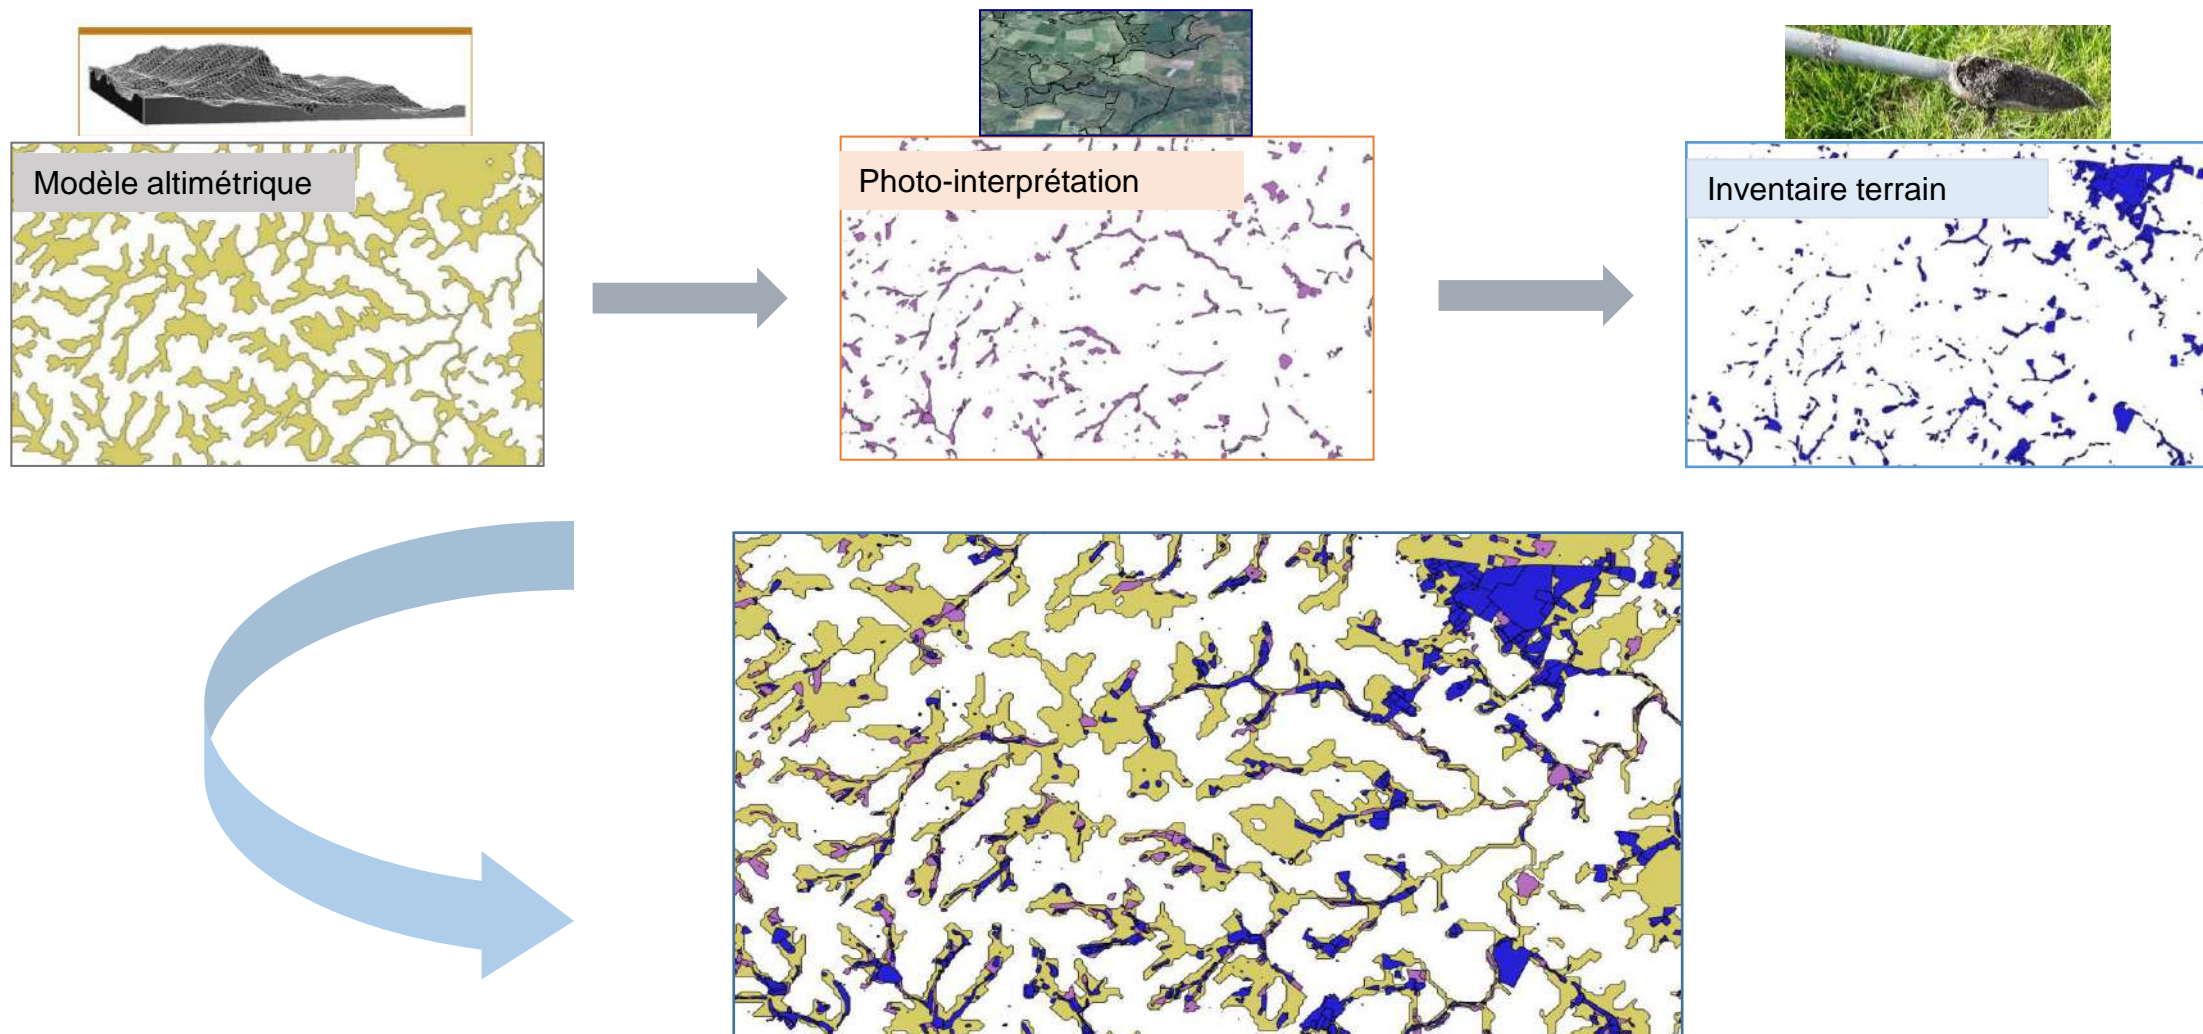 Modèle altimétrique
Photo-interprétation
Inventaire terrain